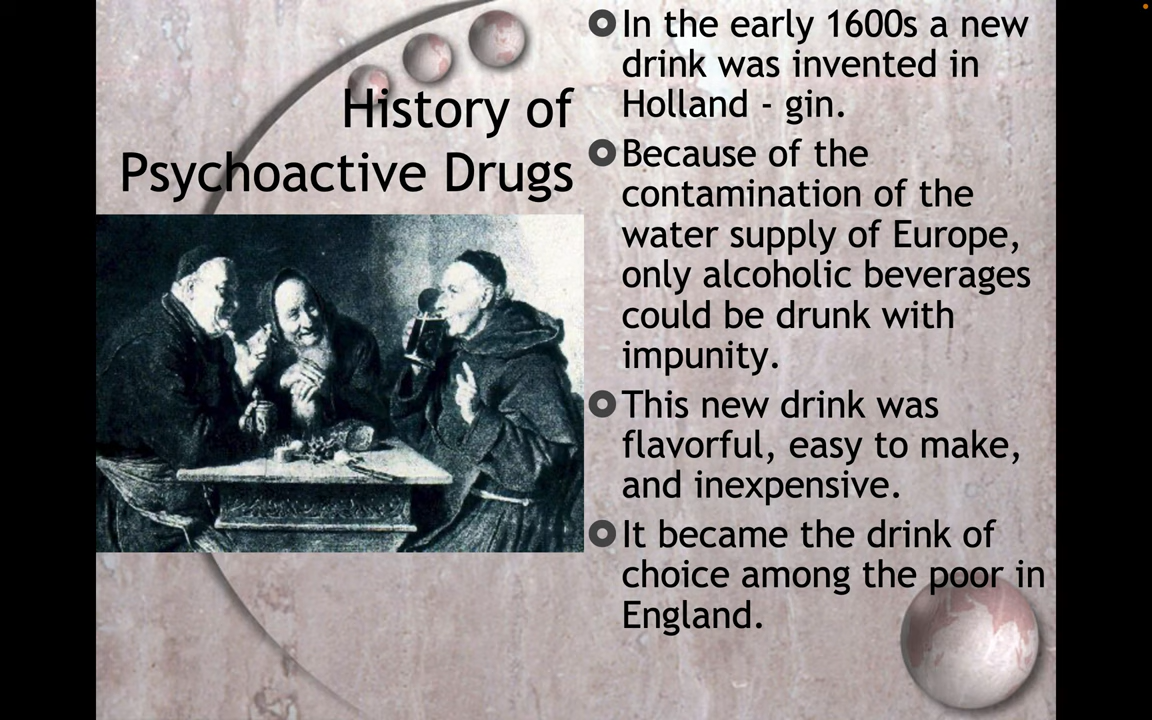 History of
Psychoactive Drugs
In the early 1600s a new
drink was invented in
Holland - gin.
Because of the
contamination of the
water supply of Europe,
only alcoholic beverages
could be drunk with
impunity.
This new drink was
flavorful, easy to make,
and inexpensive.
It became the drink of
choice among the poor in
England.